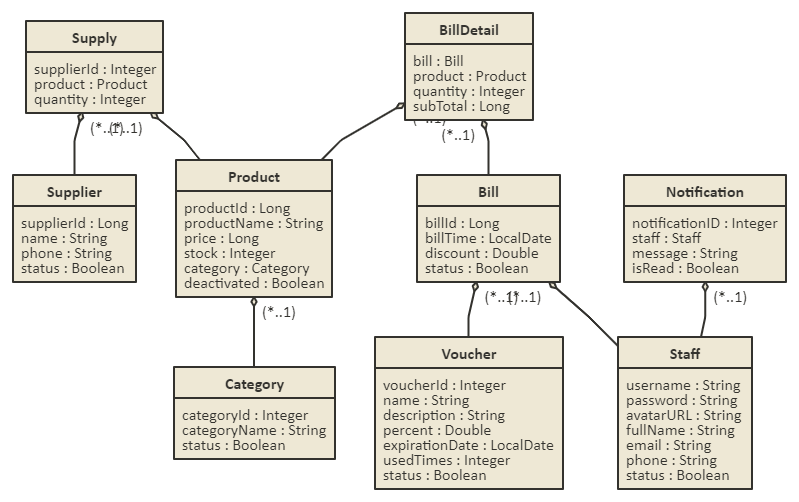 Supply
supplierId : Integer
product : Product
quantity : Integer
(*..1)
(*..1)
BillDetail
bill : Bill
product : Product
quantity : Integer
subTotal : Long
(*..1)
(*..1)
Supplier
supplierId : Long
name : String
phone : String
status : Boolean
Product
productId : Long
productName : String
price : Long
stock : Integer
category : Category
deactivated : Boolean
(*..1)
Bill
billId : Long
billTime : LocalDate
discount : Double
status : Boolean
(*..1)
(*..1)
Notification
notificationID : Integer
staff : Staff
message : String
isRead : Boolean
(*..1)
Category
categoryId : Integer
categoryName : String
status : Boolean
Voucher
voucherId : Integer
name : String
description : String
percent : Double
expirationDate : LocalDate
usedTimes : Integer
status : Boolean
Staff
username : String
password : String
avatarURL : String
fullName : String
email : String
phone : String
status : Boolean